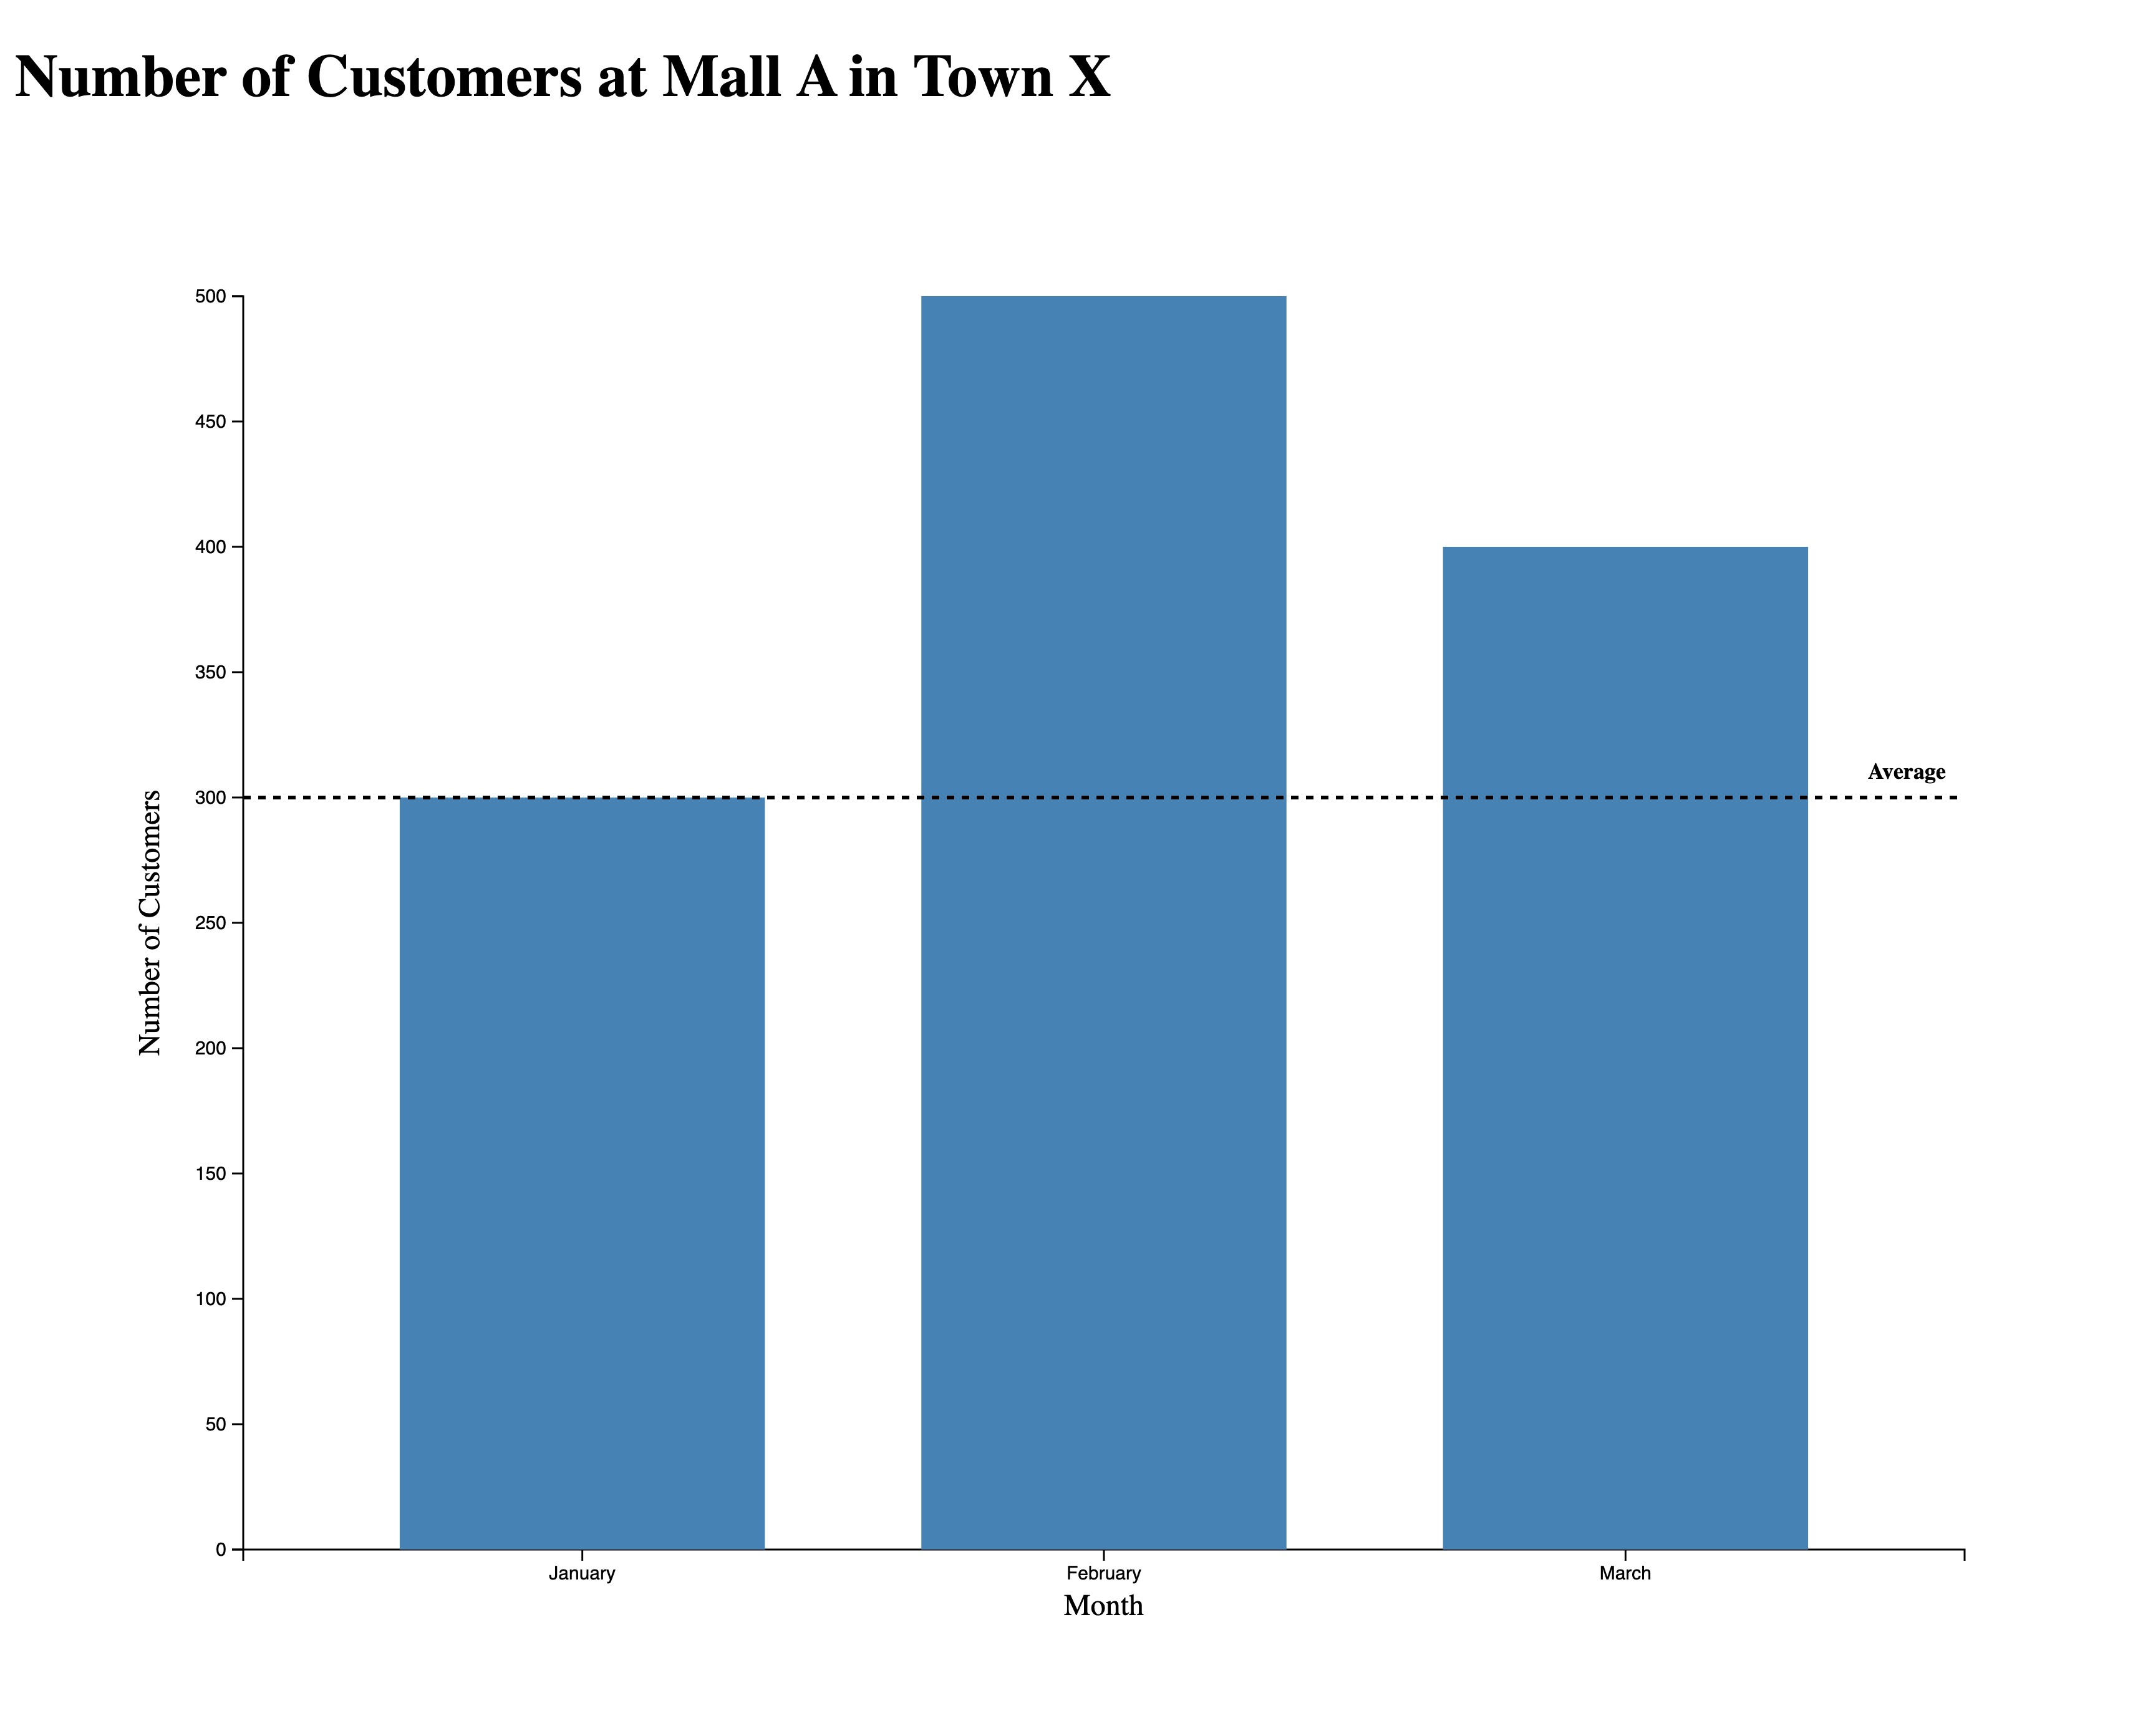 Number of Customers at Mall A in Town X
500
450
400
350
Average
300
250
200
150
100
50
0
Number of Customers
January February March
Month